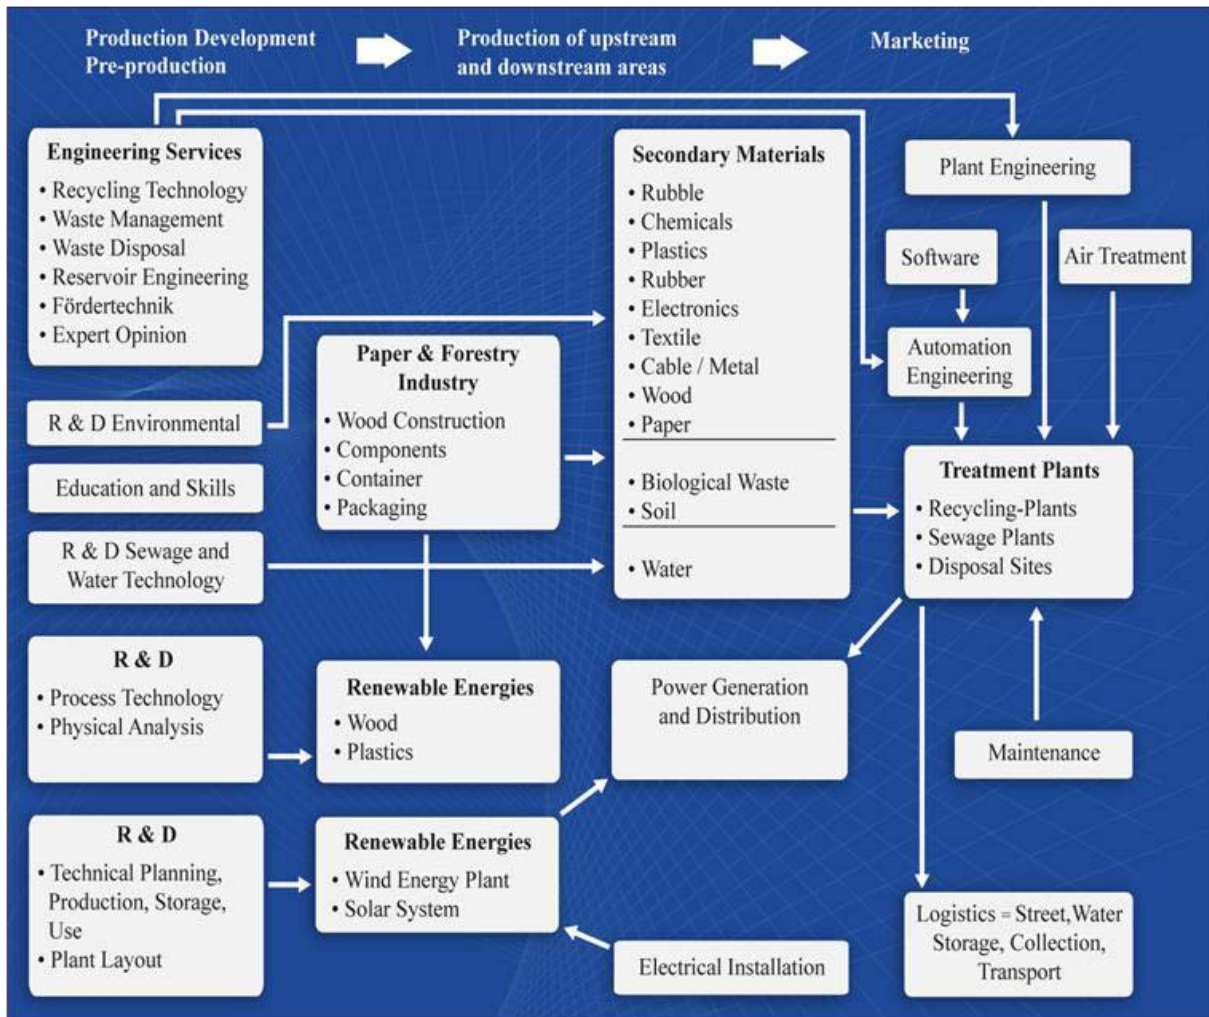 Production Development
Pre-production
Production of upstream
and downstream areas
Marketing
Engineering Services
• Recycling Technology
• Waste Management
• Waste Disposal
• Reservoir Engineering
• Fördertechnik
• Expert Opinion
R & D Environmental
Education and Skills
R & D Sewage and
Water Technology
R & D
• Process Technology
• Physical Analysis
R & D
• Technical Planning,
Production, Storage,
Use
• Plant Layout
Paper & Forestry
Industry
• Wood Construction
• Components
• Container
• Packaging
Renewable Energies
• Wood
• Plastics
Renewable Energies
• Wind Energy Plant
• Solar System
Secondary Materials
• Rubble
• Chemicals
• Plastics
• Rubber
• Electronics
• Textile
• Cable / Metal
• Wood
• Paper
• Biological Waste
• Soil
• Water
Power Generation
and Distribution
Electrical Installation
Plant Engineering
Software
Air Treatment
Automation
Engineering
Treatment Plants
• Recycling-Plants
• Sewage Plants
• Disposal Sites
Maintenance
Logistics = Street,Water
Storage, Collection,
Transport